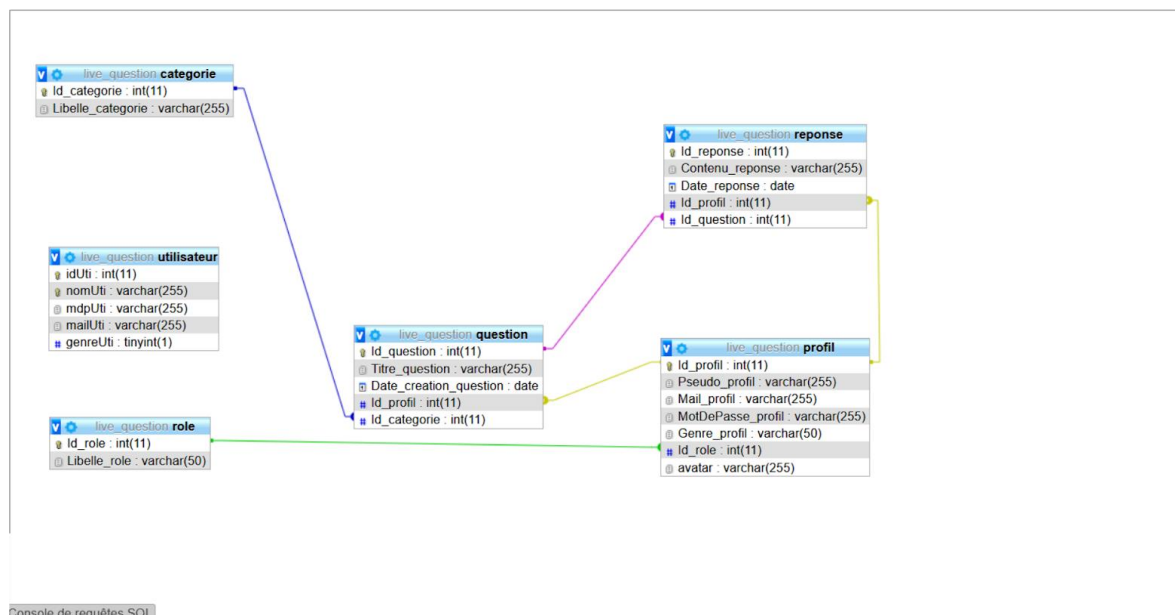 live_question categorie
Id_categorie : int(11)
Libelle_categorie : varchar(255)
live_question reponse
Id_reponse : int(11)
Contenu_reponse : varchar(255)
Date_reponse : date
Id_profil : int(11)
Id_question : int(11)
live_question utilisateur
idUti : int(11)
nomUti : varchar(255)
mdpUti : varchar(255)
mailUti : varchar(255)
genreUti : tinyint(1)
live_question question
Id_question : int(11)
Titre_question : varchar(255)
Date_creation_question : date
Id_profil : int(11)
Id_categorie : int(11)
live_question profil
Id_profil : int(11)
Pseudo_profil : varchar(255)
Mail_profil : varchar(255)
MotDePasse_profil : varchar(255)
Genre_profil : varchar(50)
Id_role : int(11)
avatar : varchar(255)
live_question role
Id_role : int(11)
Libelle_role : varchar(50)
Console de requêtes SQL